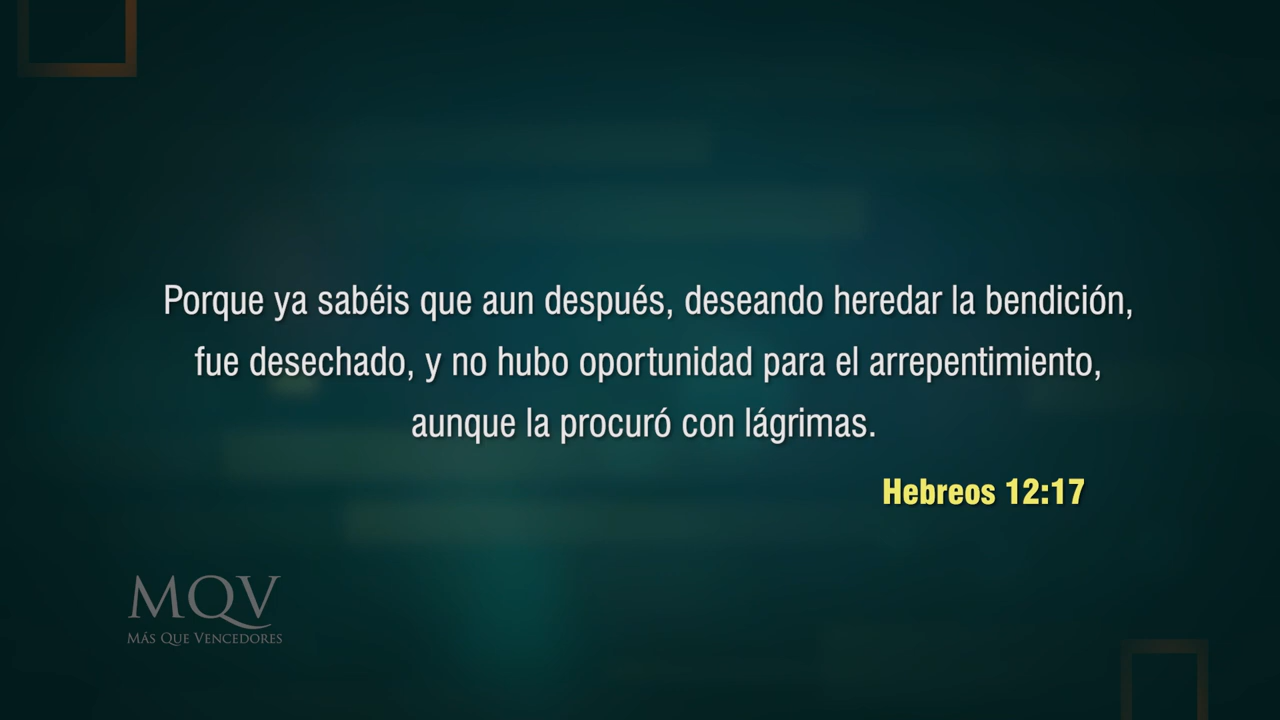 Porque ya sabéis que aun después, deseando heredar la bendición,
fue desechado, y no hubo oportunidad para el arrepentimiento,
aunque la procuró con lágrimas.
Hebreos 12:17
MQV
MÁS QUE VENCEDORES